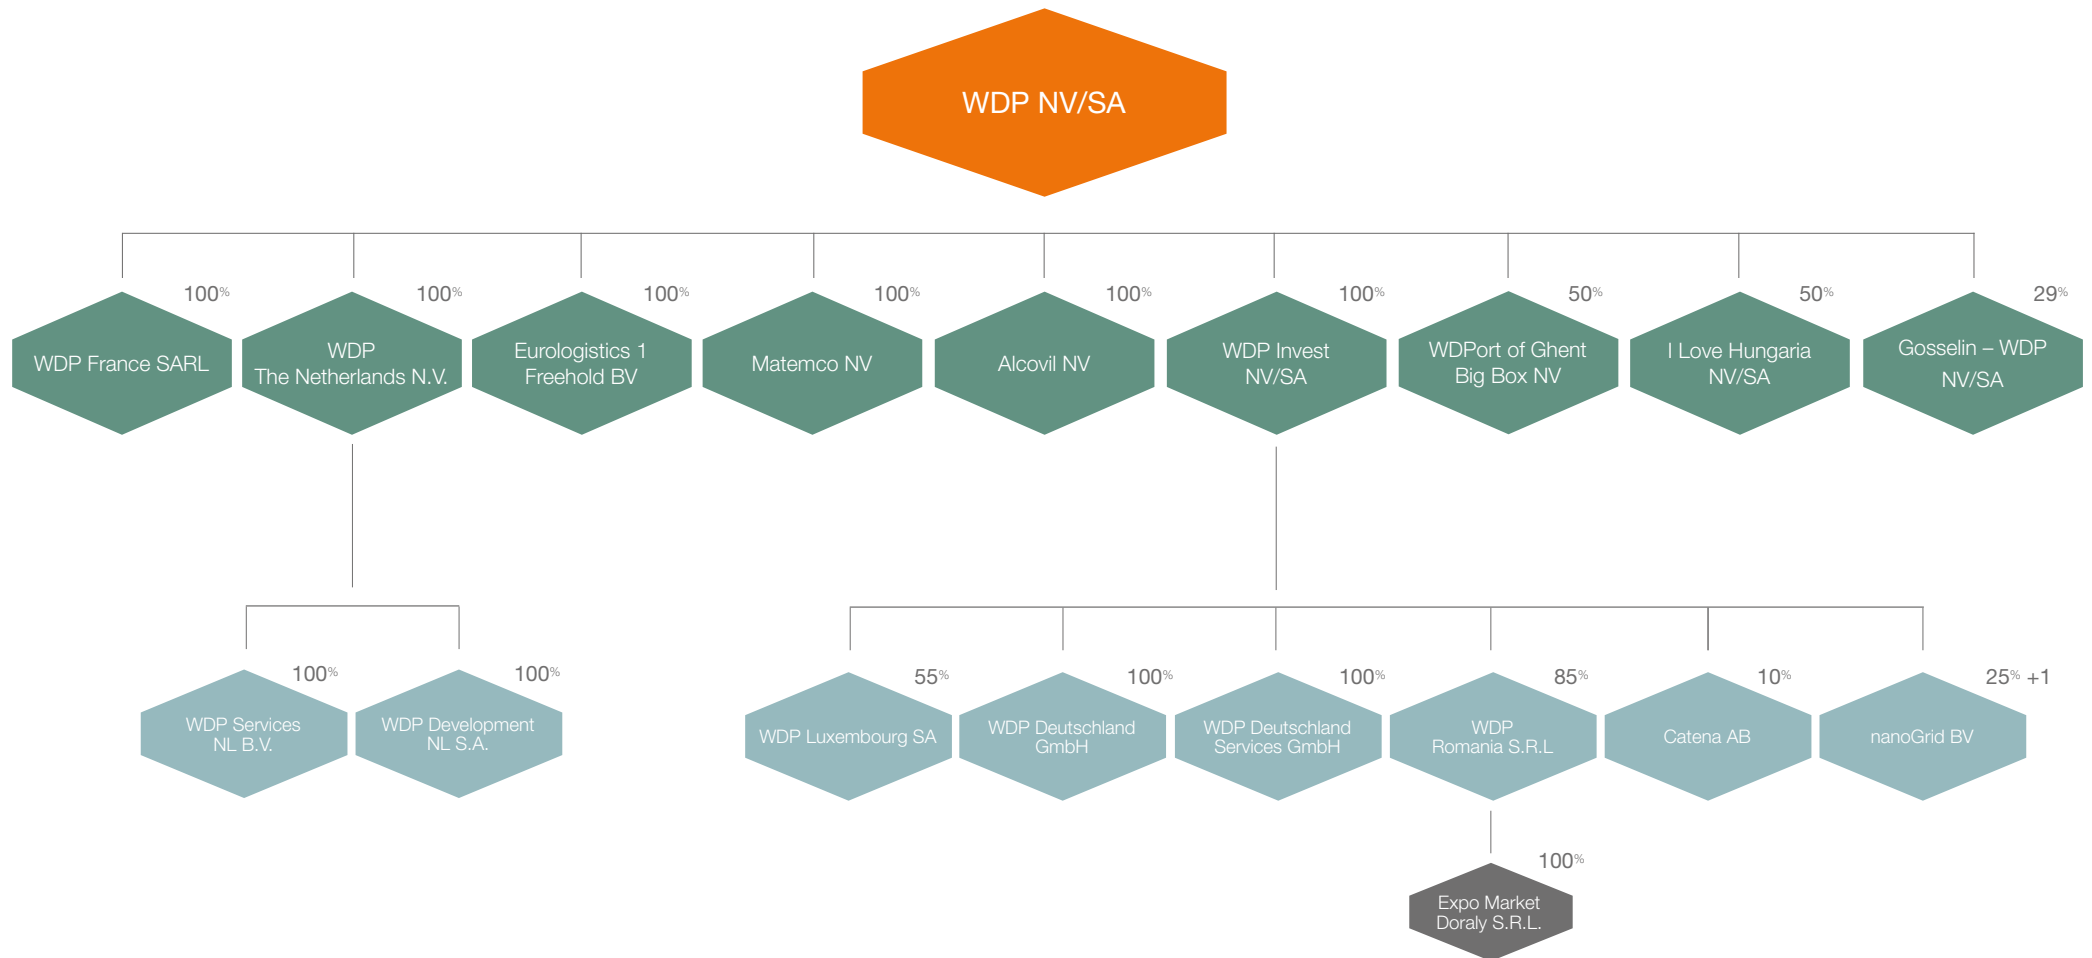 WDP NV/SA
100%
100%
100%
100%
100%
100%
50%
50%
29%
WDP France SARL
WDP
The Netherlands N.V.
Eurologistics 1
Freehold BV
Matemco NV
Alcovil NV
WDP Invest
NV/SA
WDPort of Ghent
Big Box NV
I Love Hungaria
NV/SA
Gosselin – WDP
NV/SA
100%
100%
55%
100%
100%
85%
10%
25% +1
WDP Services
NL B.V.
WDP Development
NL S.A.
WDP Luxembourg SA
WDP Deutschland
GmbH
WDP Deutschland
Services GmbH
WDP
Romania S.R.L
Catena AB
nanoGrid BV
100%
Expo Market
Doraly S.R.L.